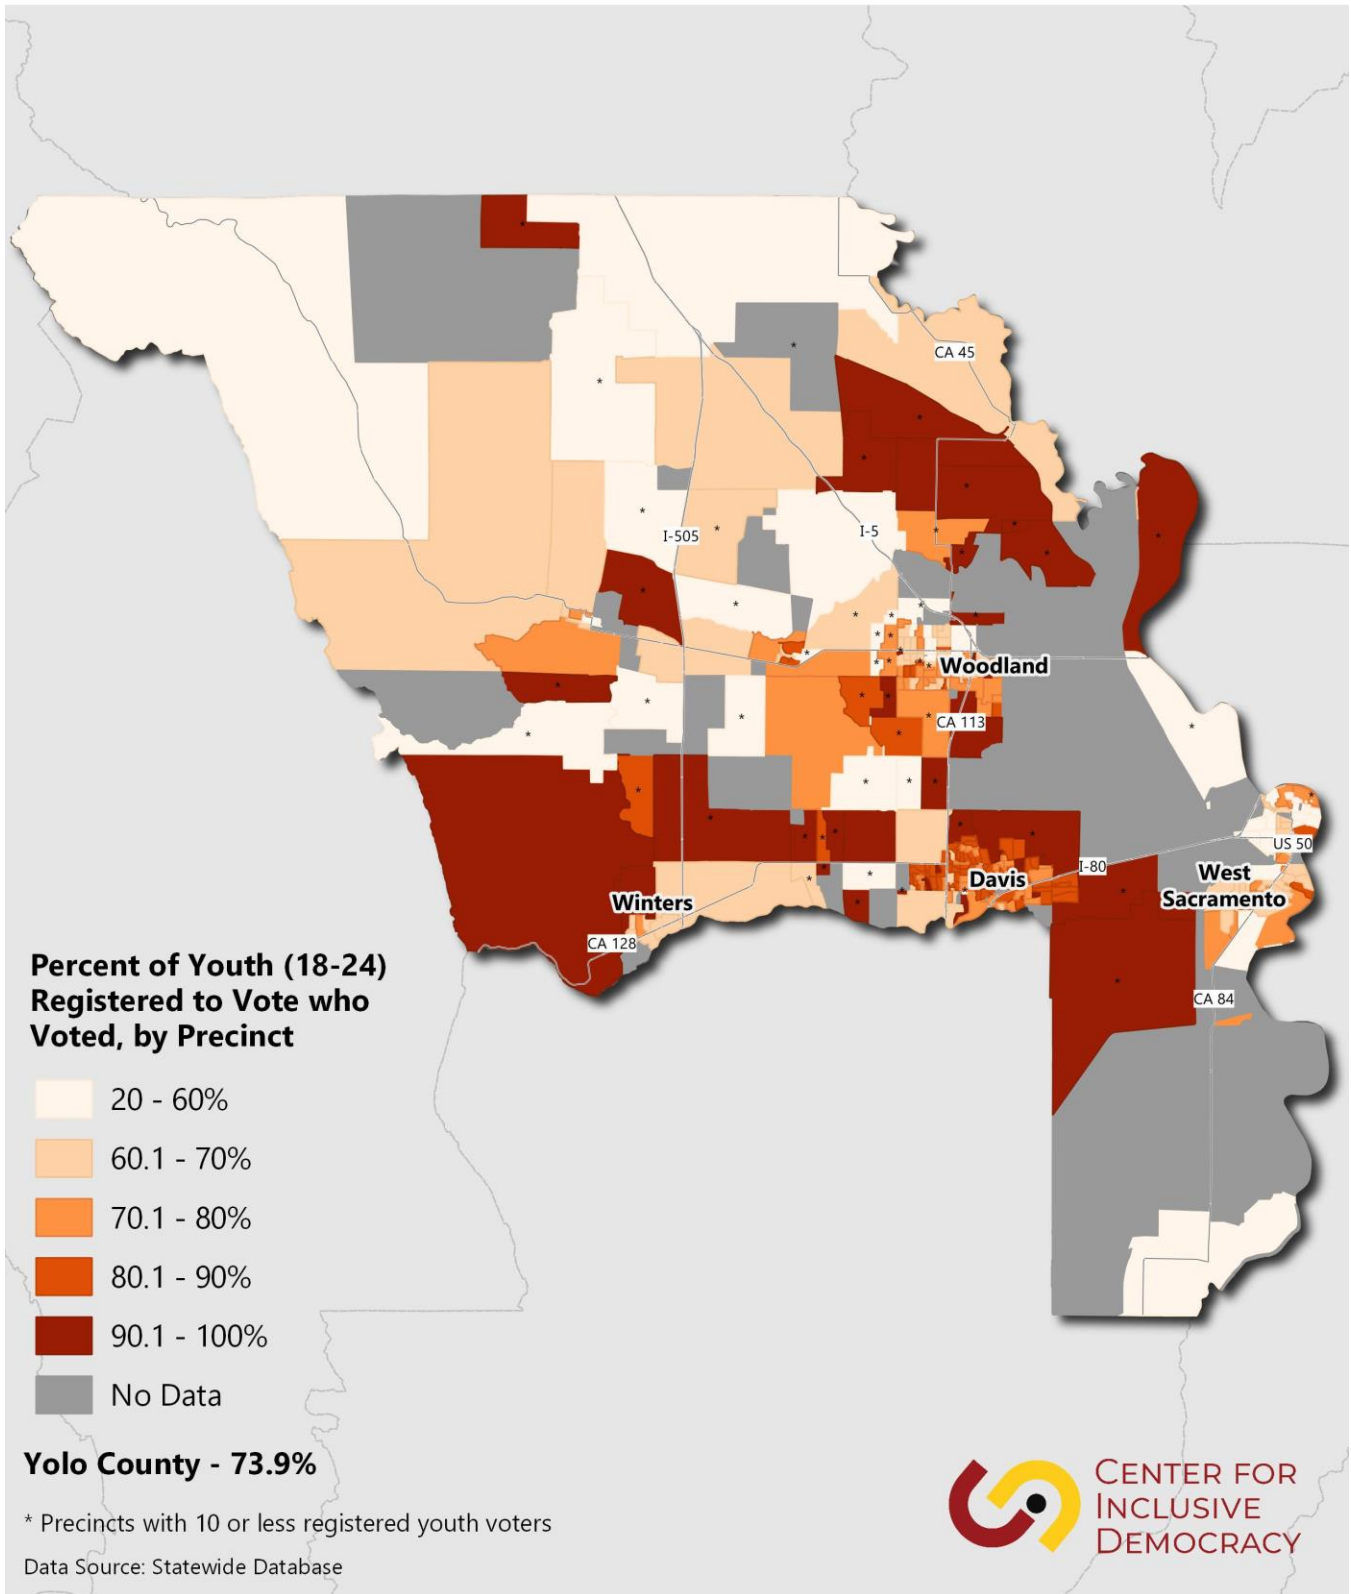 CA 45
I-505
I-5
Woodland
CA 113
US 50
I-80
West
Sacramento
Davis
Winters
CA 128
CA 84
Percent of Youth (18-24)
Registered to Vote who
Voted, by Precinct
20 - 60%
60.1 - 70%
70.1 - 80%
80.1 - 90%
90.1 - 100%
No Data
Yolo County - 73.9%
* Precincts with 10 or less registered youth voters
Data Source: Statewide Database
CENTER FOR
INCLUSIVE
DEMOCRACY